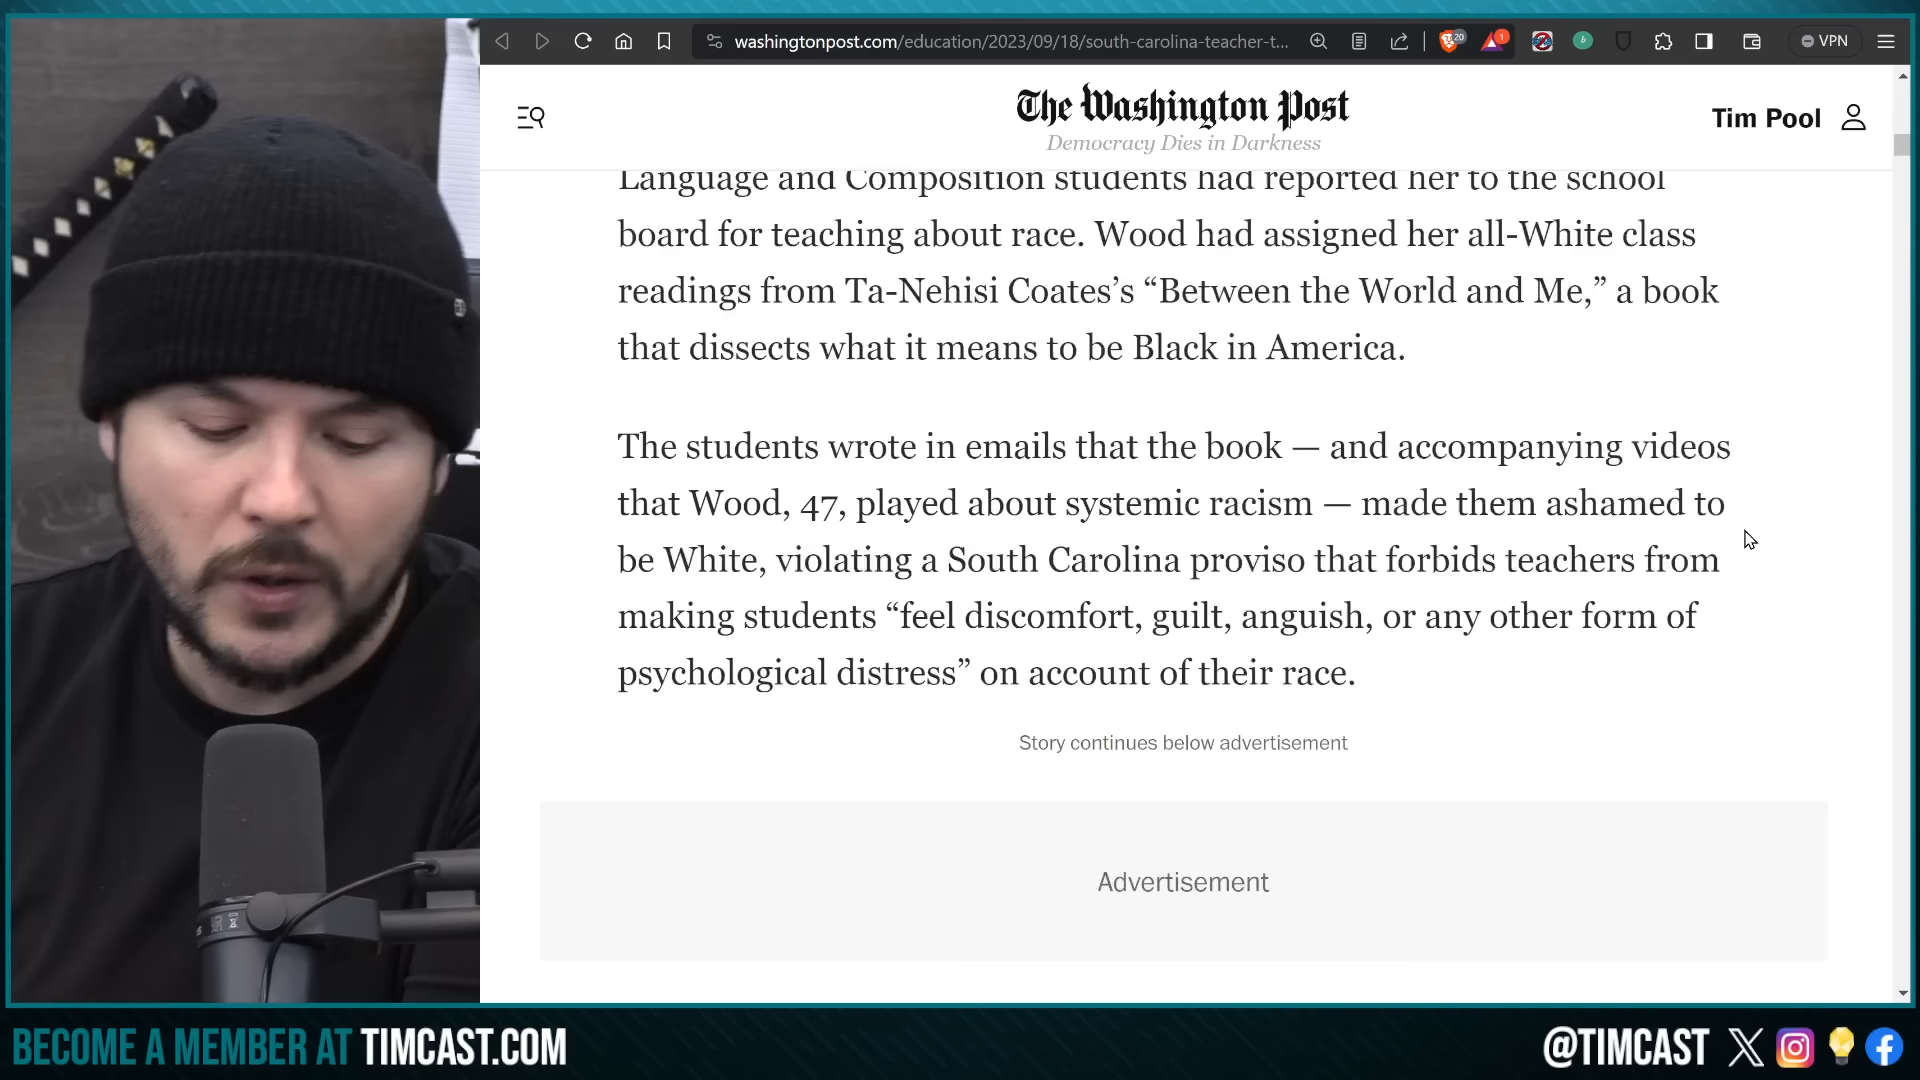 washingtonpost.com/education/2023/09/18/south-carolina-teacher-t...
20
1
VPN
The Washington Post
Democracy Dies in Darkness
Tim Pool
Language and Composition students had reported her to the school
board for teaching about race. Wood had assigned her all-White class
readings from Ta-Nehisi Coates’s “Between the World and Me,” a book
that dissects what it means to be Black in America.
The students wrote in emails that the book — and accompanying videos
that Wood, 47, played about systemic racism — made them ashamed to
be White, violating a South Carolina proviso that forbids teachers from
making students “feel discomfort, guilt, anguish, or any other form of
psychological distress” on account of their race.
Story continues below advertisement
Advertisement
BECOME A MEMBER AT TIMCAST.COM
@TIMCAST